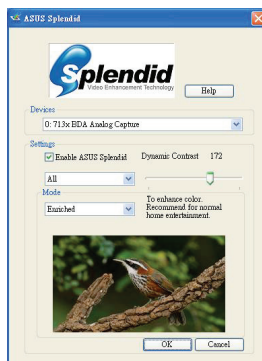 ASUS Splendid
Splendid
Video Enhancement Technology
Help
Devices
0: 713x BDA Analog Capture
Settings
Enable ASUS Splendid
Dynamic Contrast 172
All
Mode
Enriched
To enhance color.
Recommend for normal
home entertainment.
OK
Cancel